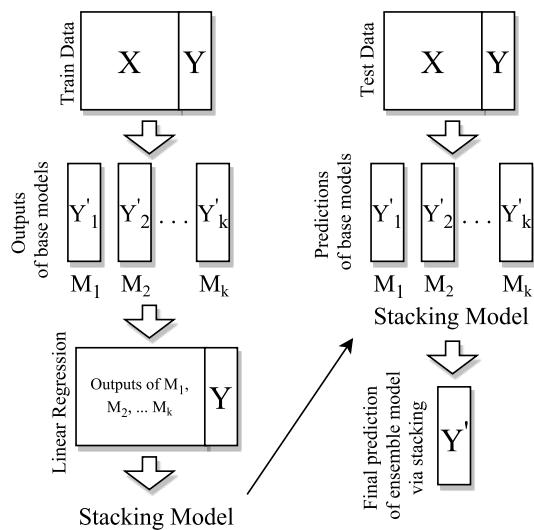 Train Data
X
Y
Outputs
of base models
Y'1
Y'2
...
Y'k
M1
M2
Mk
Linear Regression
Outputs of M1,
M2, ... Mk
Y
Stacking Model
Test Data
X
Y
Predictions
of base models
Y'1
Y'2
...
Y'k
M1
M2
Mk
Stacking Model
Final prediction
of ensemble model
via stacking
Y'